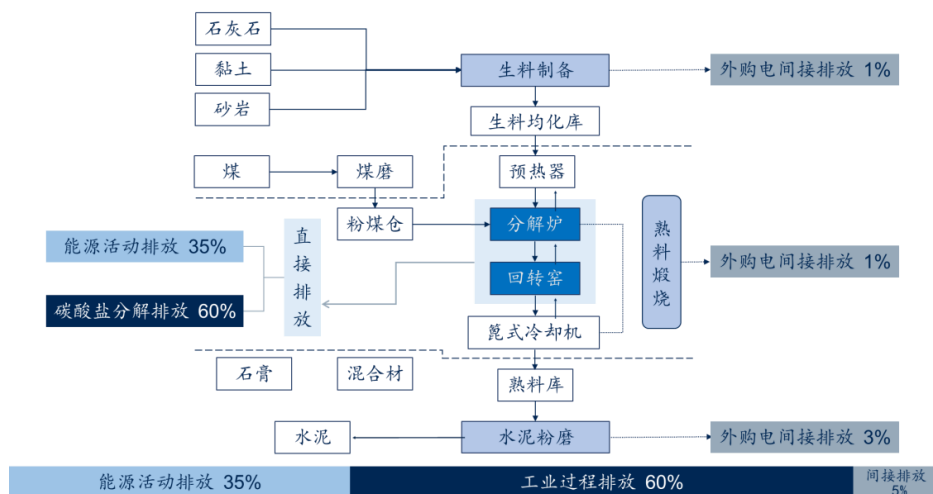 石灰石
黏土
砂岩
生料制备
外购电间接排放 1%
生料均化库
煤
煤磨
预热器
粉煤仓
分解炉
能源活动排放 35%
直接排放
熟料煅烧
回转窑
外购电间接排放 1%
碳酸盐分解排放 60%
篦式冷却机
石膏
混合材
熟料库
水泥
水泥粉磨
外购电间接排放 3%
能源活动排放 35%
工业过程排放 60%
间接排放
5%